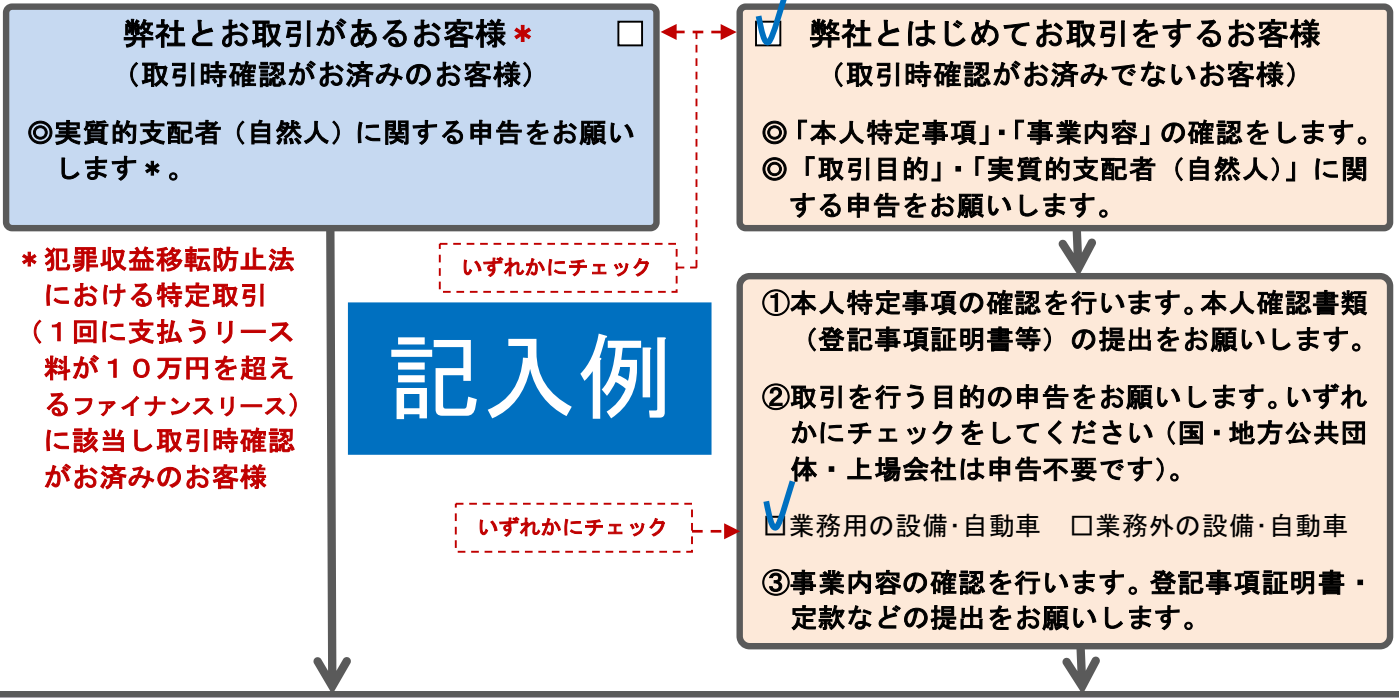 弊社とお取引があるお客様＊ □
（取引時確認がお済みのお客様）
◎実質的支配者（自然人）に関する申告をお願い
します＊。
☑ 弊社とはじめてお取引をするお客様
（取引時確認がお済みでないお客様）
◎「本人特定事項」・「事業内容」の確認をします。
◎「取引目的」・「実質的支配者（自然人）」に関
する申告をお願いします。
＊犯罪収益移転防止法
における特定取引
（１回に支払うリース
料が１０万円を超え
るファイナンスリース）
に該当し取引時確認
がお済みのお客様
いずれかにチェック
記入例
①本人特定事項の確認を行います。本人確認書類
（登記事項証明書等）の提出をお願いします。
②取引を行う目的の申告をお願いします。いずれ
かにチェックをしてください（国・地方公共団
体・上場会社は申告不要です）。
いずれかにチェック
☑業務用の設備・自動車 □業務外の設備・自動車
③事業内容の確認を行います。登記事項証明書・
定款などの提出をお願いします。